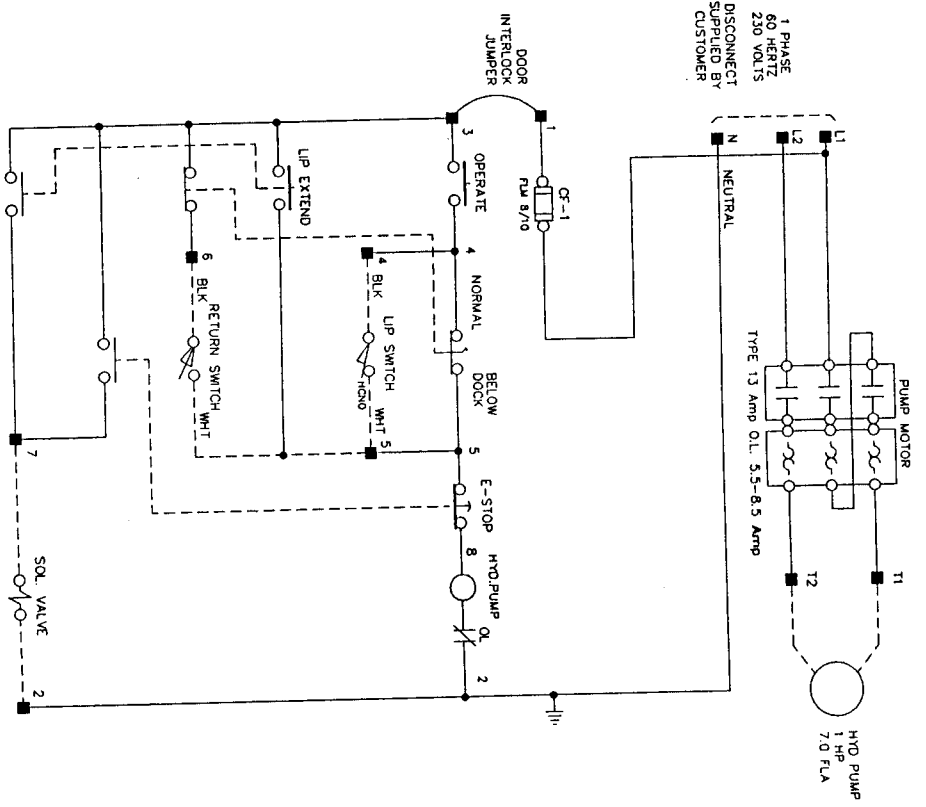 1 PHASE
60 HERTZ
230 VOLTS
DISCONNECT
SUPPLIED BY
CUSTOMER
L1
L2
N
NEUTRAL
PUMP MOTOR
TYPE 13 Amp O.L. 5.5-8.5 Amp
T1
T2
HYD PUMP
1 HP
7.0 FLA
DOOR
INTERLOCK
JUMPER
1
CF-1
FLM 8/10
3
OPERATE
4
NORMAL
BELOW
DOCK
5
E-STOP
8
HYD.PUMP
OL
2
4
BLK
LIP SWITCH
HCNO
WHT
5
LIP EXTEND
6
BLK
RETURN SWITCH
WHT
7
SOL. VALVE
2